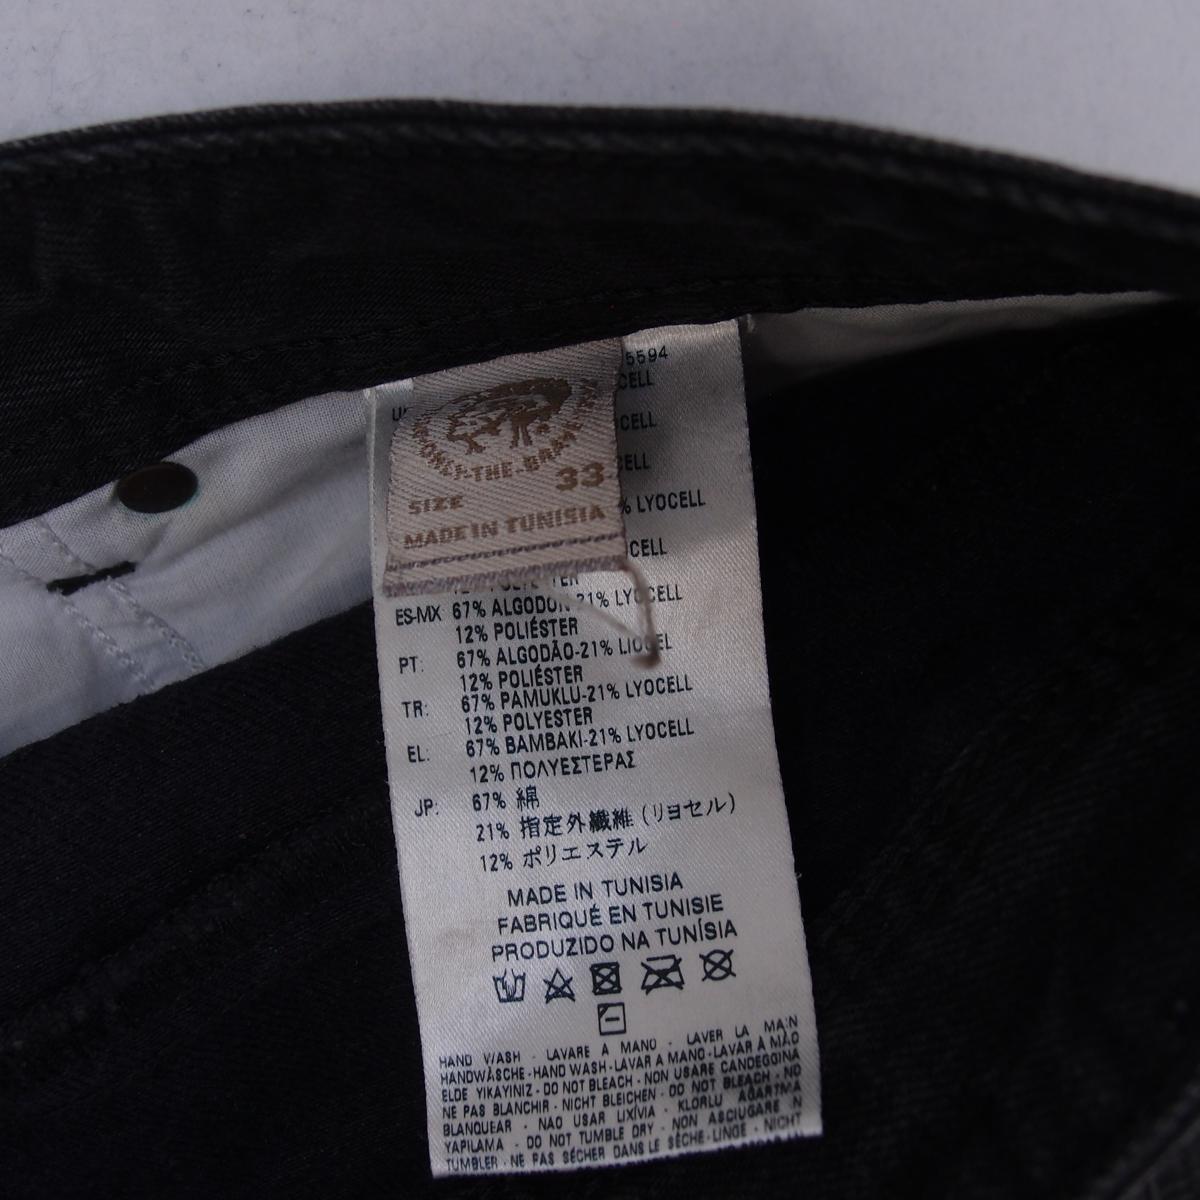 5594
ONLY-THE-BRAVE
SIZE 33
MADE IN TUNISIA
% LYOCELL
ES-MX 67% ALGODON-21% LYOCELL
12% POLIÉSTER
PT: 67% ALGODÃO-21% LIOCEL
12% POLIÉSTER
TR: 67% PAMUKLU-21% LYOCELL
12% POLYESTER
EL: 67% BAMBAKI-21% LYOCELL
12% ΠΟΛΥΕΣΤΕΡΑΣ
JP: 67% 綿
21% 指定外繊維 (リヨセル)
12% ポリエステル
MADE IN TUNISIA
FABRIQUÉ EN TUNISIE
PRODUZIDO NA TUNÍSIA
HAND WASH - LAVARE A MANO - LAVER LA MAIN
HANDWÄSCHE - HAND WASH - LAVAR A MANO - LAVAR À MÃO
ELDE YIKAYINIZ - DO NOT BLEACH - NON USARE CANDEGGINA
NE PAS BLANCHIR - NICHT BLEICHEN - DO NOT BLEACH - NO
BLANQUEAR - NAO USAR LIXÍVIA - KLORLU AĞARTMA
YAPILAMA - DO NOT TUMBLE DRY - NON ASCIUGARE IN
TUMBLER - NE PAS SÉCHER DANS LE SÈCHE-LINGE - NICHT